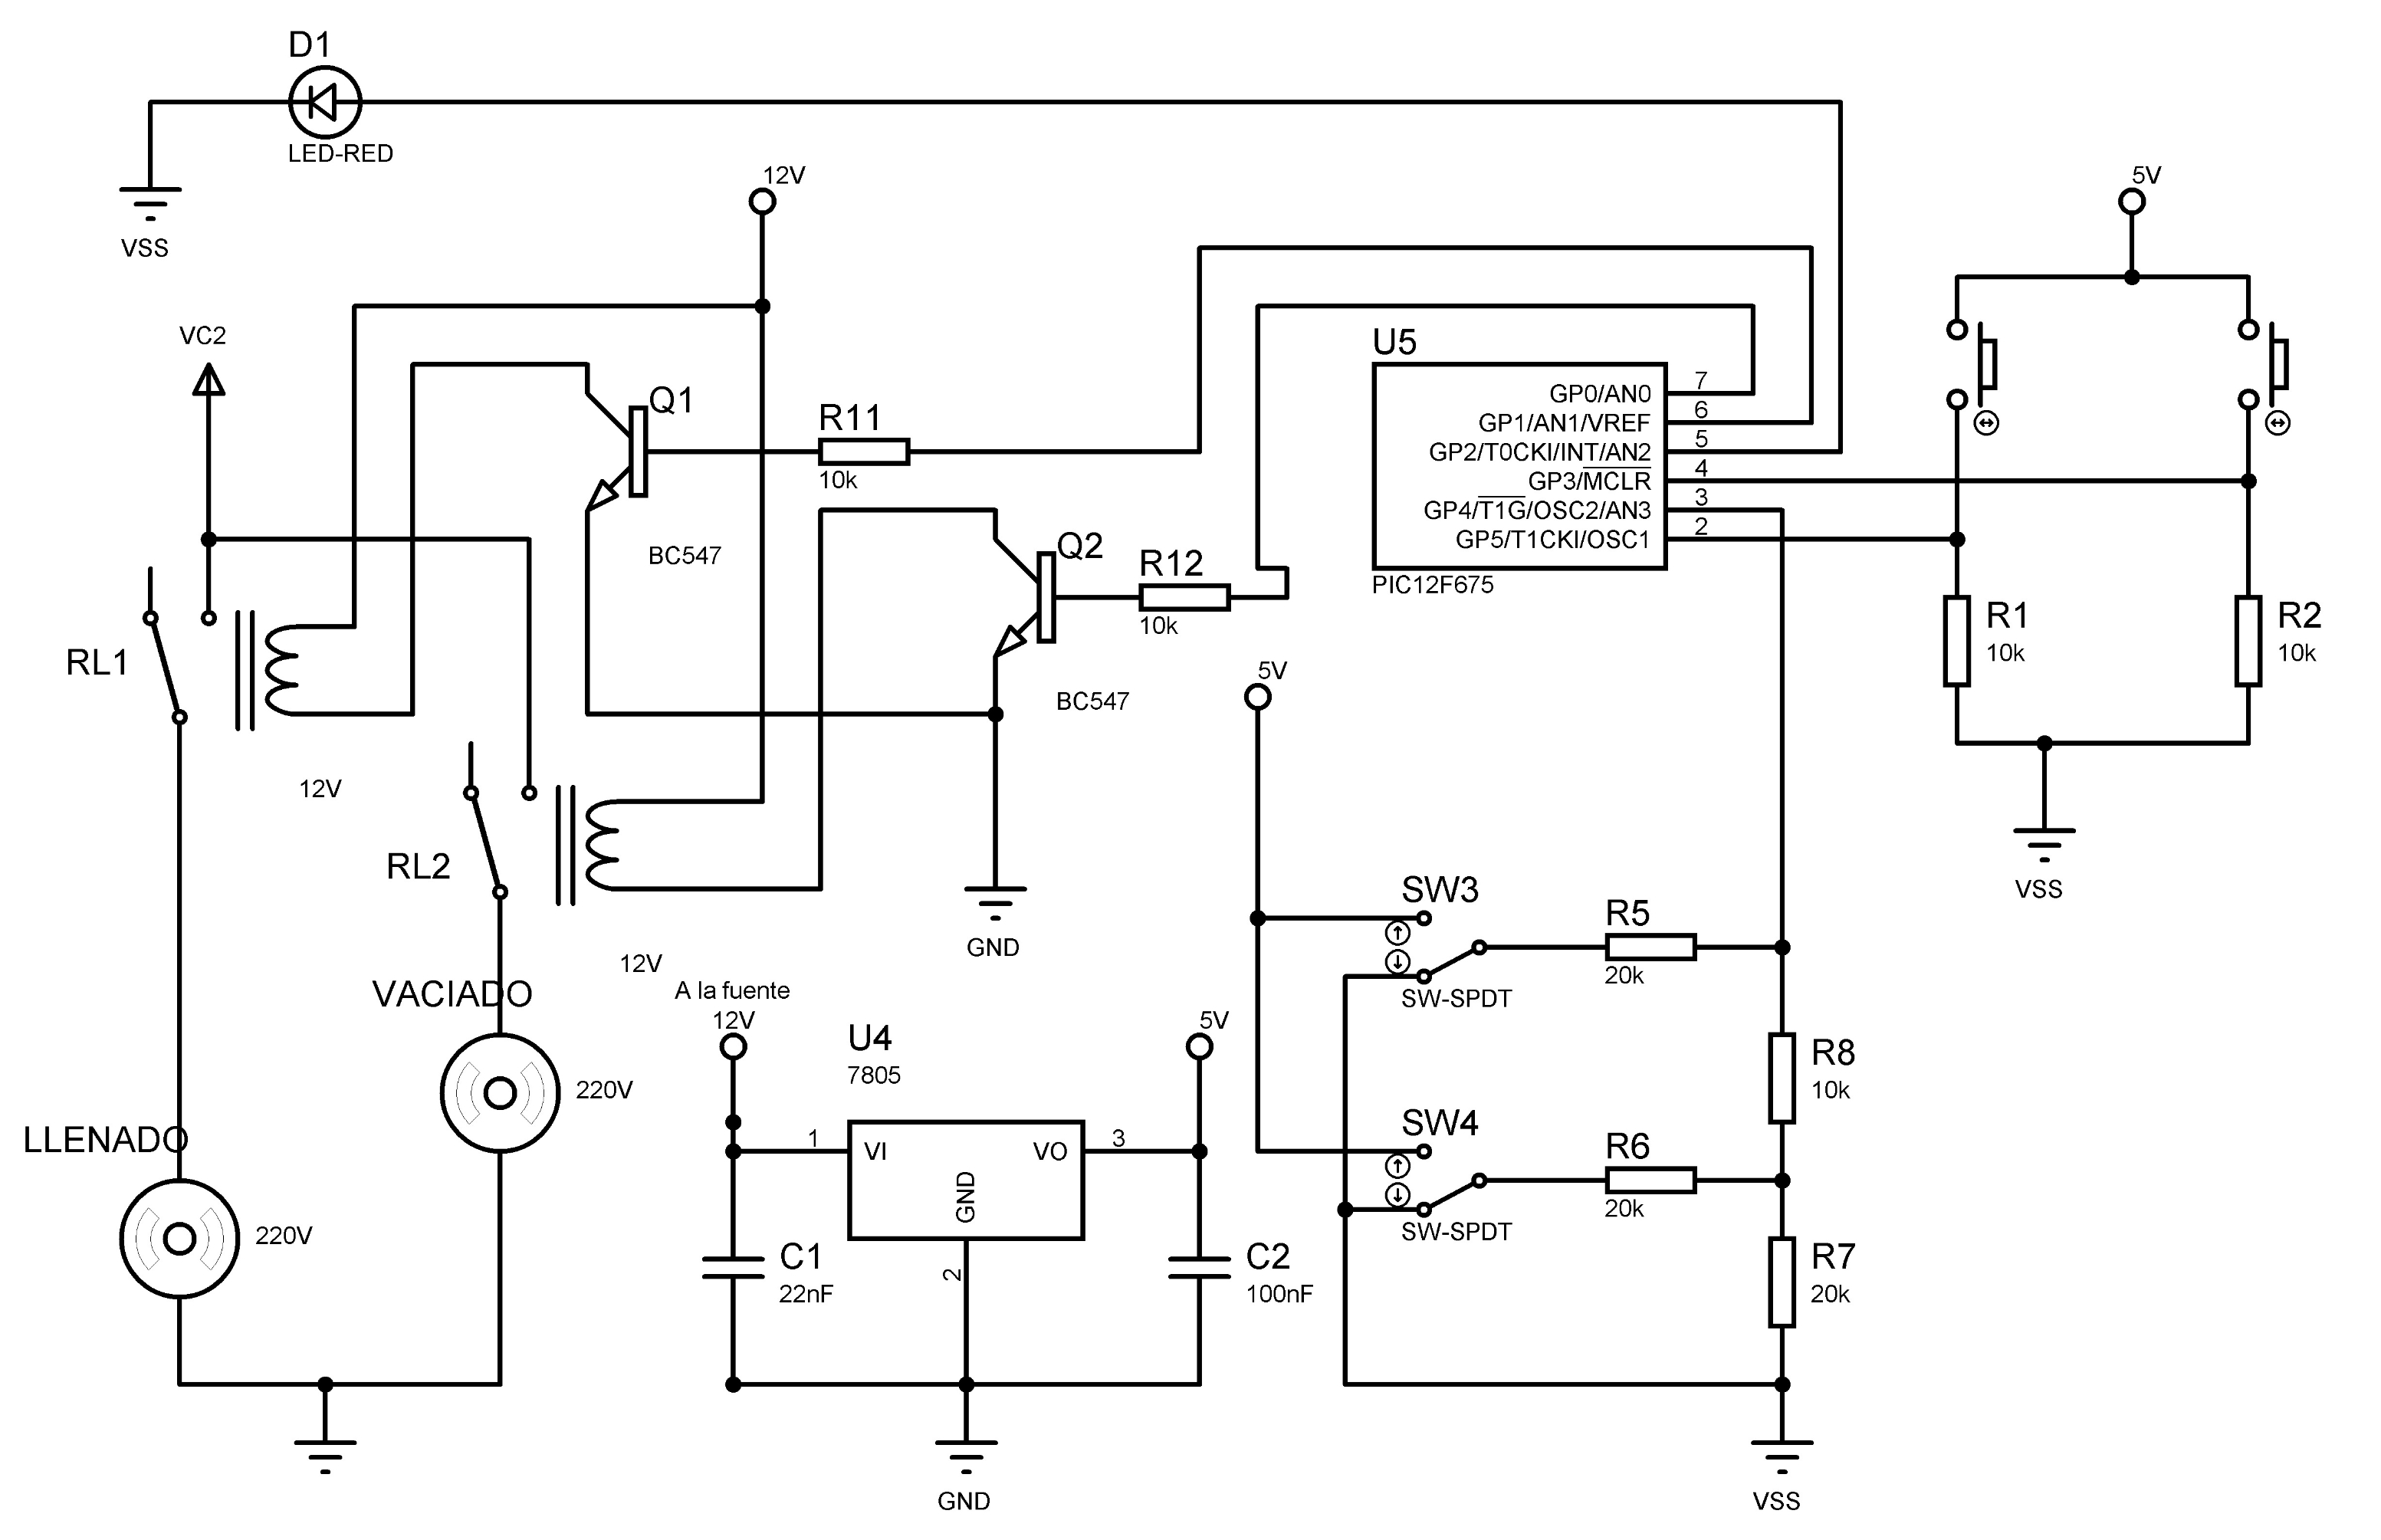 D1
LED-RED
VSS
12V
5V
VC2
U5
GP0/AN0
7
GP1/AN1/VREF
6
GP2/T0CKI/INT/AN2
5
GP3/MCLR
4
GP4/T1G/OSC2/AN3
3
GP5/T1CKI/OSC1
2
PIC12F675
Q1
BC547
R11
10k
Q2
BC547
R12
10k
R1
10k
R2
10k
VSS
RL1
12V
RL2
12V
GND
5V
SW3
SW-SPDT
R5
20k
VACIADO
220V
A la fuente
12V
U4
7805
5V
1
VI
VO
3
GND
2
C1
22nF
C2
100nF
GND
R8
10k
SW4
SW-SPDT
R6
20k
R7
20k
VSS
LLENADO
220V